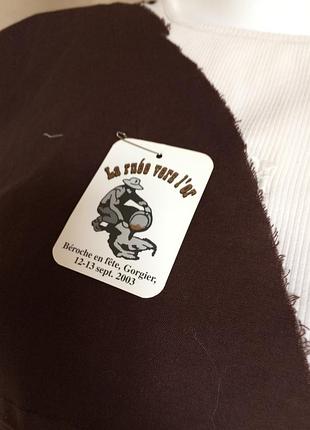 La ruée vers l'or
Béroche en fête, Gorgier,
12-13 sept. 2003